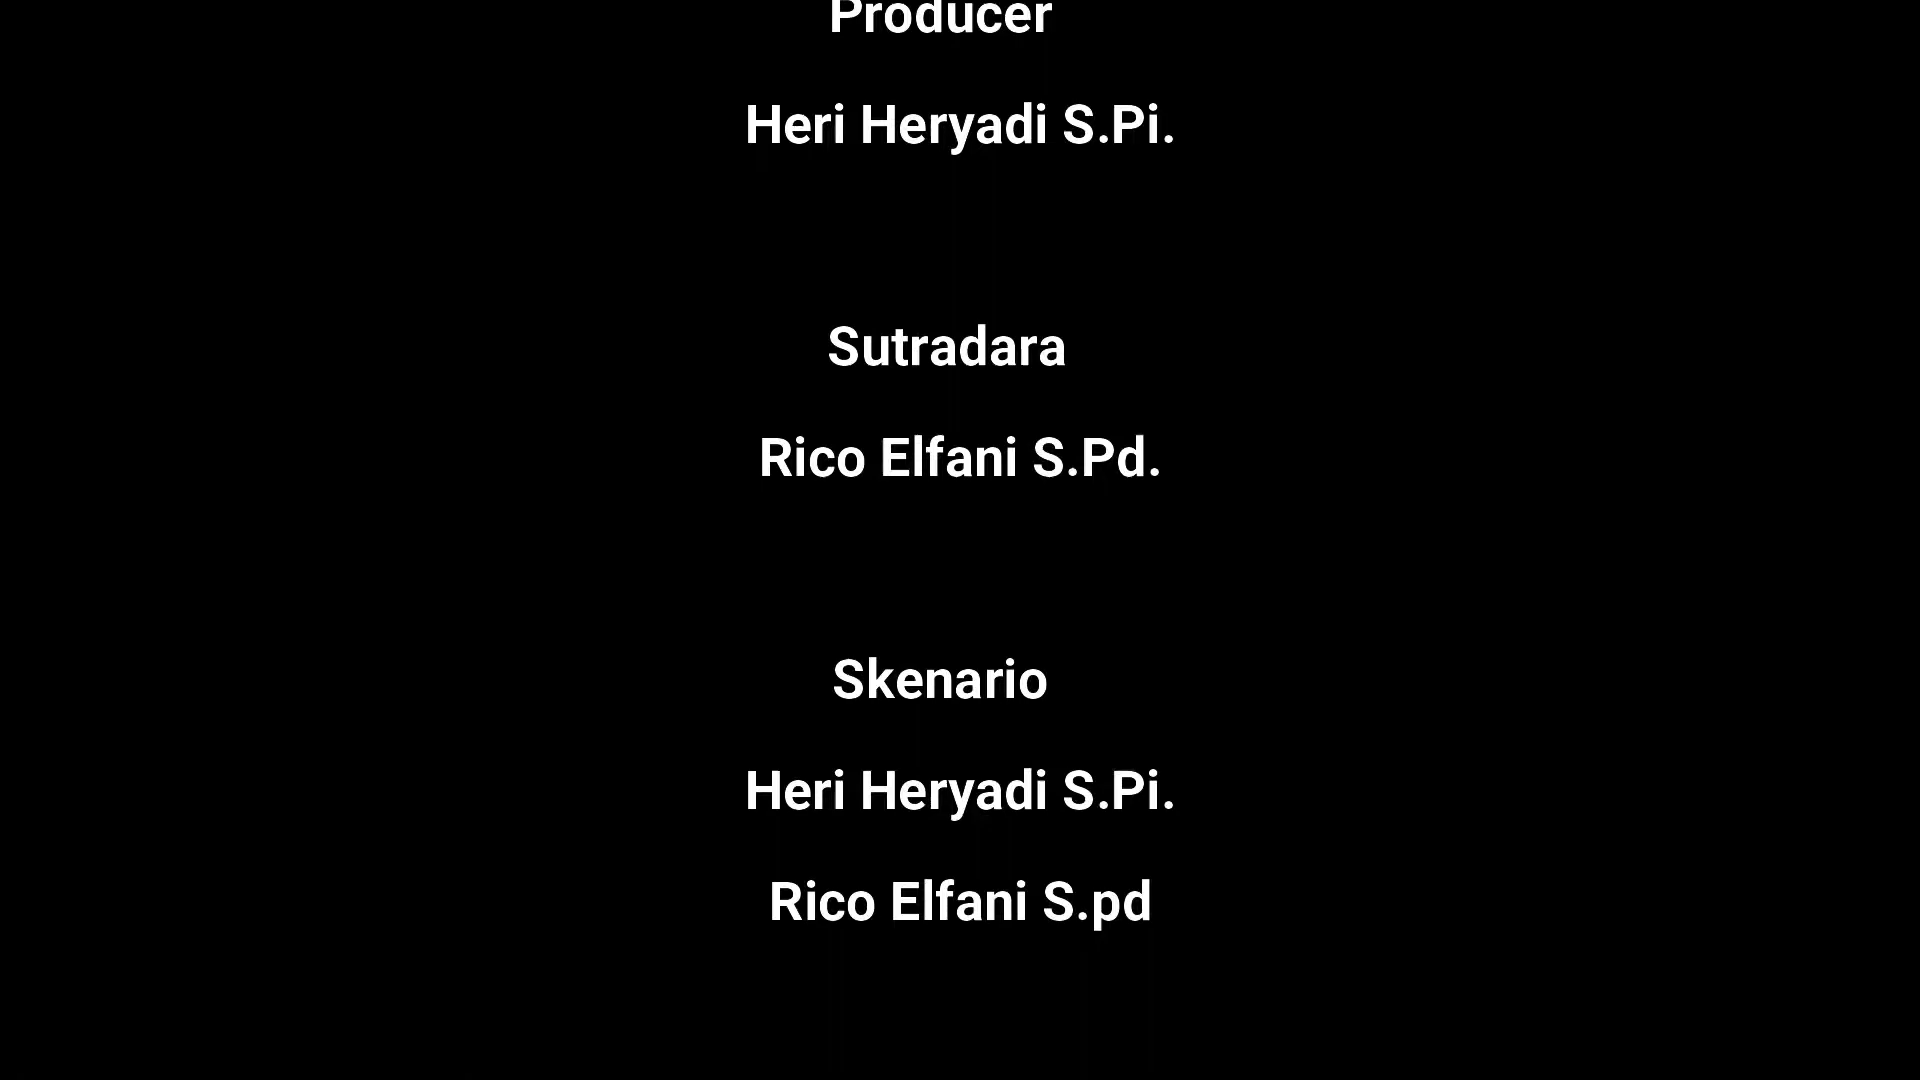 Producer
Heri Heryadi S.Pi.
Sutradara
Rico Elfani S.Pd.
Skenario
Heri Heryadi S.Pi.
Rico Elfani S.pd